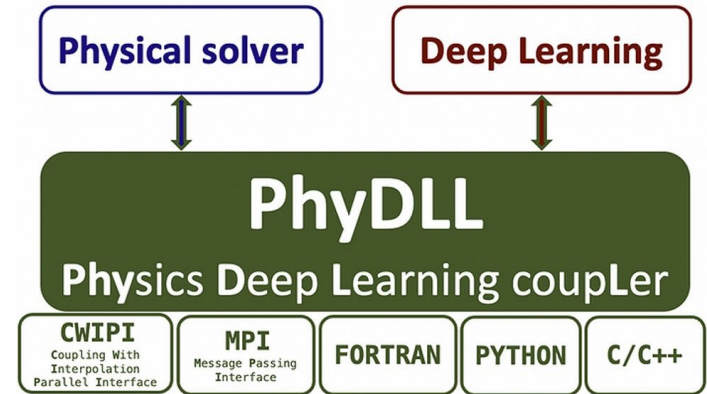 Physical solver
Deep Learning
PhyDLL
Physics Deep Learning coupLer
CWIPI
Coupling With
Interpolation
Parallel Interface
MPI
Message Passing
Interface
FORTRAN
PYTHON
C/C++